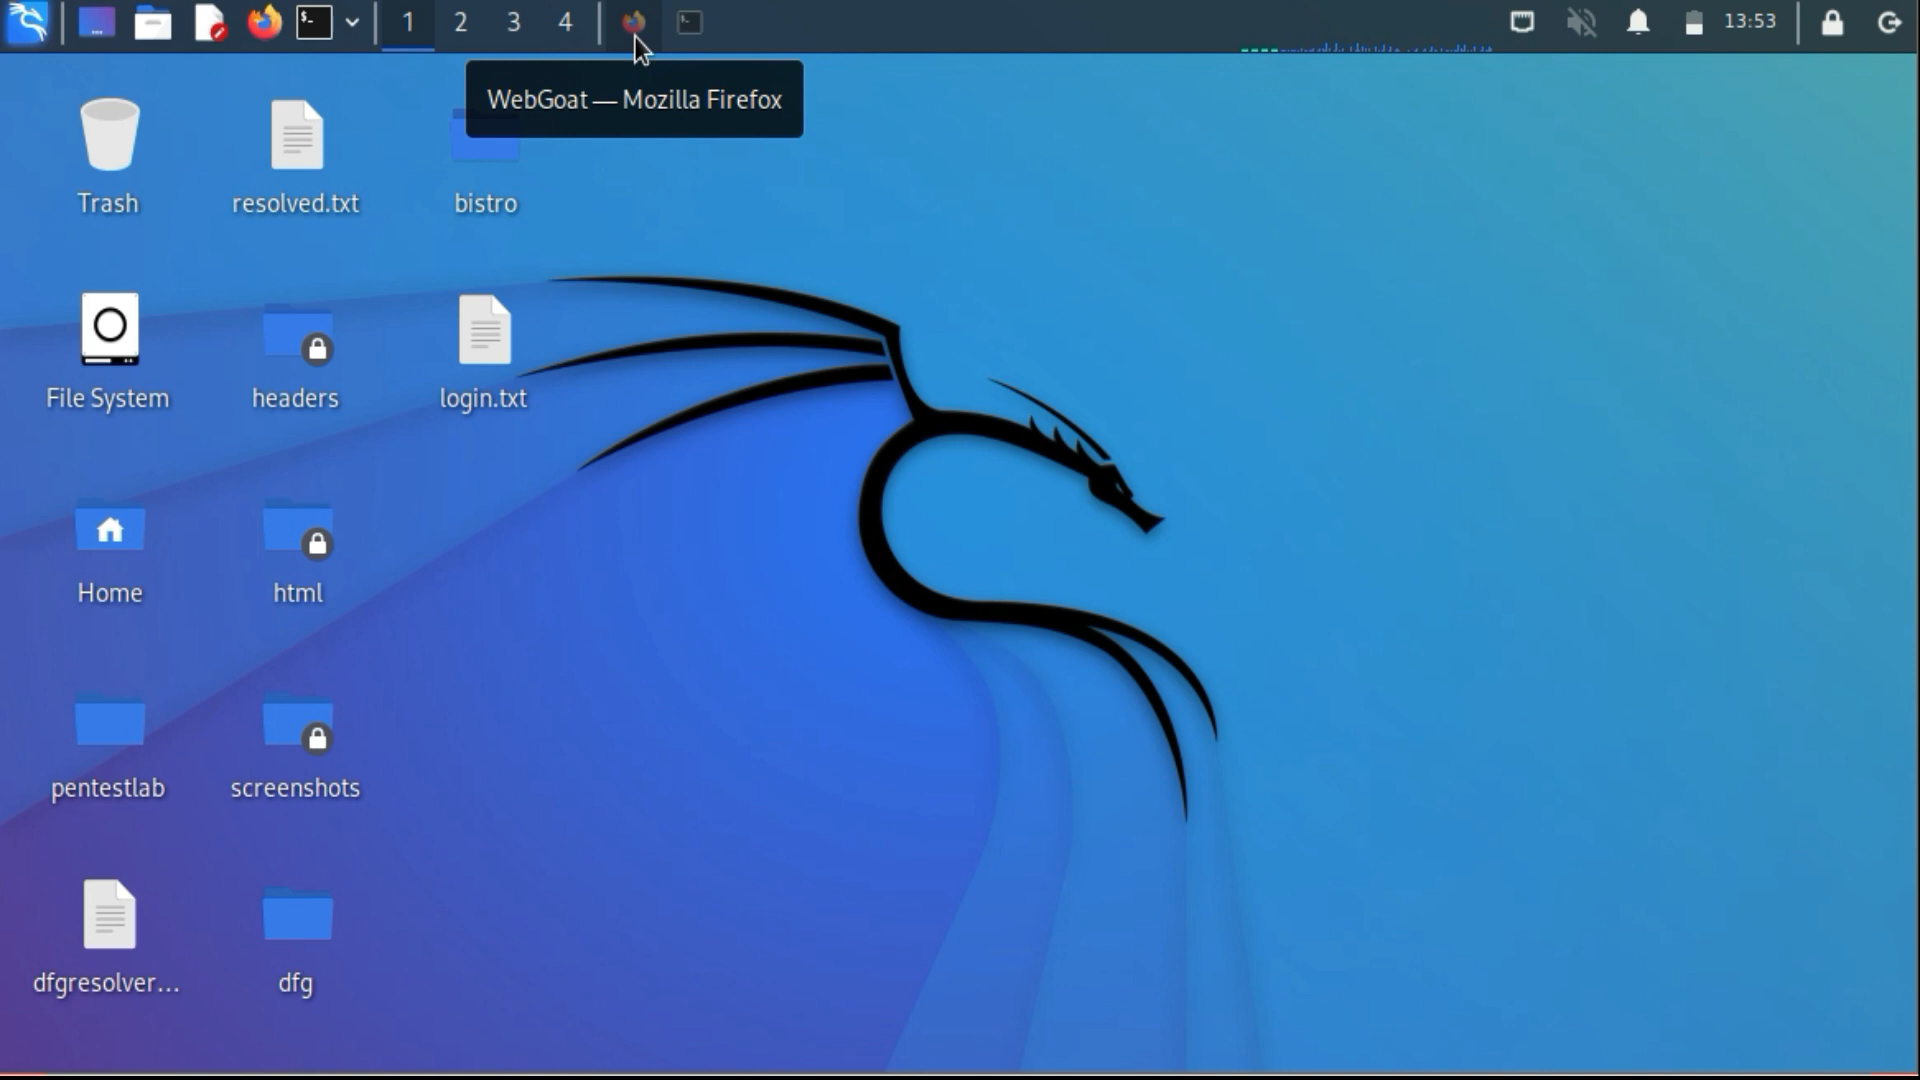 1 2 3 4
13:53
WebGoat — Mozilla Firefox
Trash
resolved.txt
bistro
File System
headers
login.txt
Home
html
pentestlab
screenshots
dfgresolver...
dfg